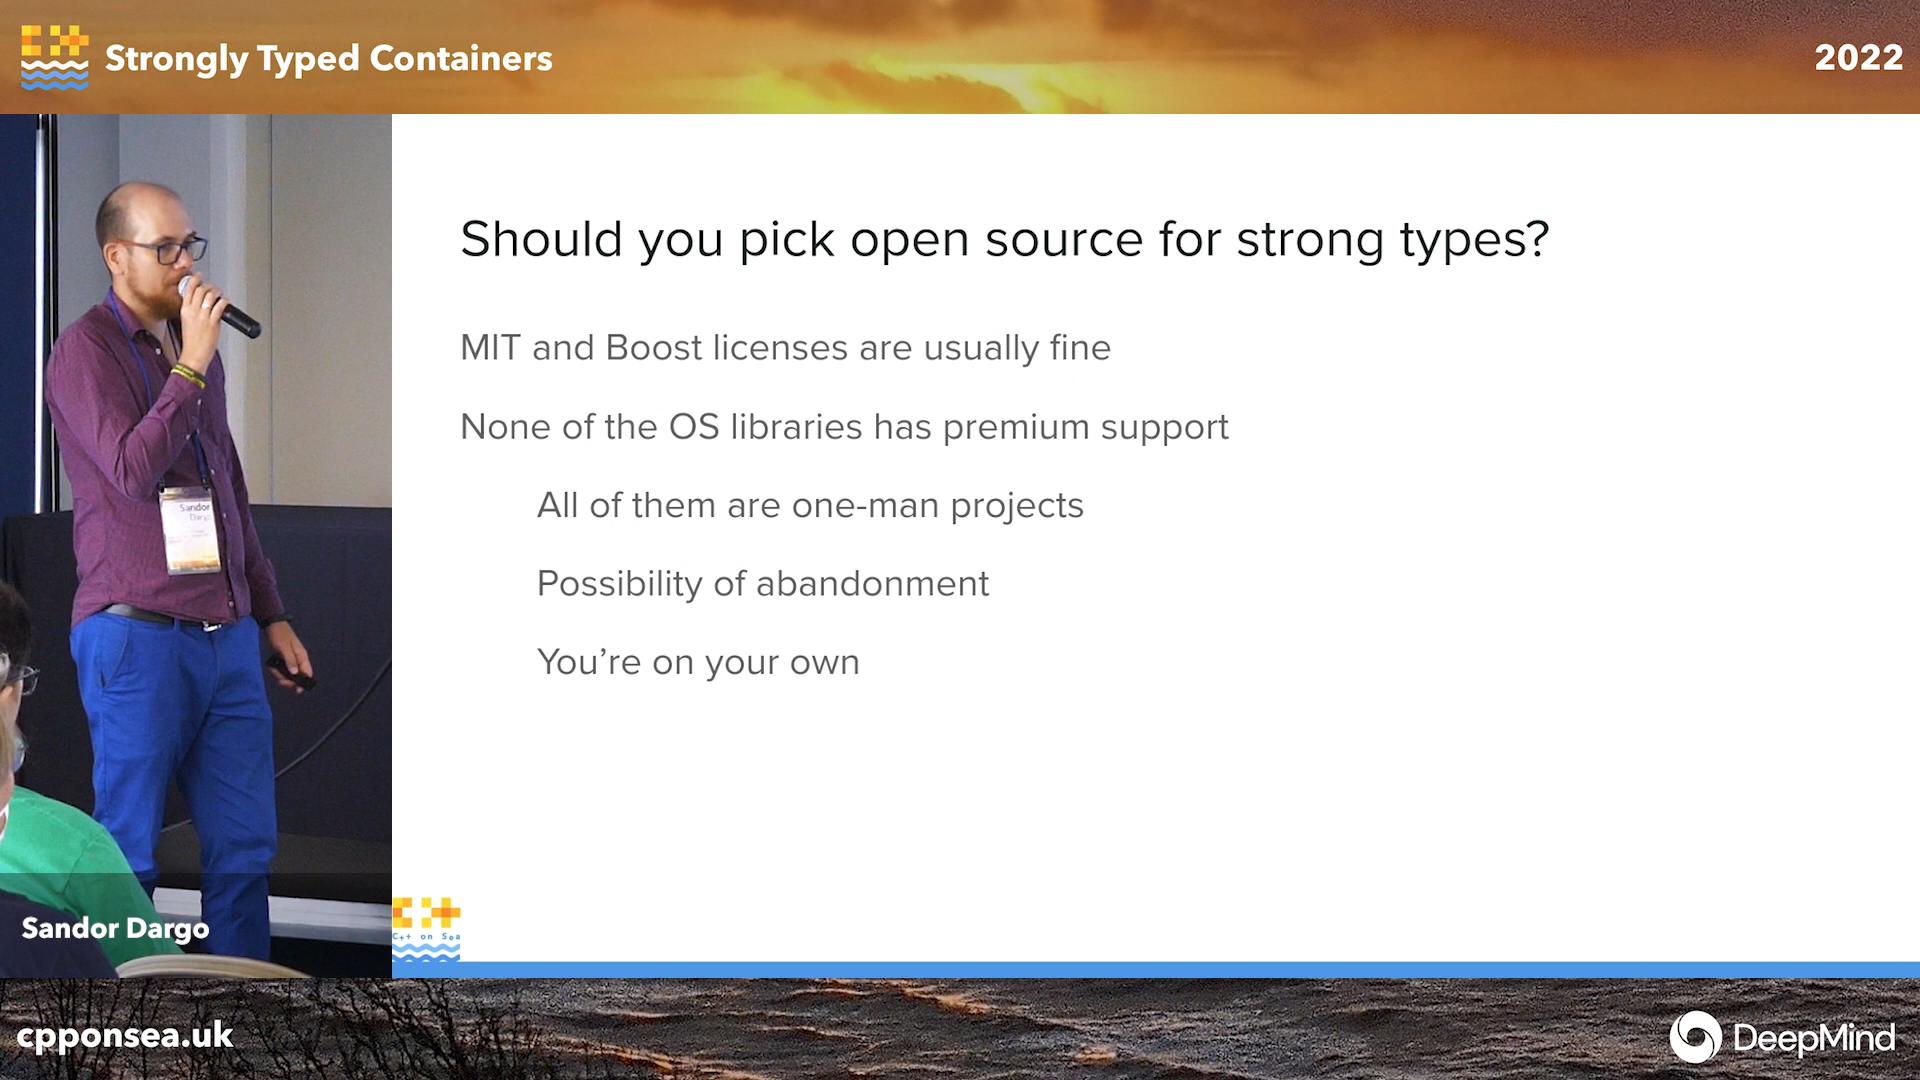 Strongly Typed Containers
2022
Should you pick open source for strong types?
MIT and Boost licenses are usually fine
None of the OS libraries has premium support
All of them are one-man projects
Possibility of abandonment
You're on your own
Sandor
Dargo
Sandor Dargo
C++ on Sea
cpponsea.uk
DeepMind